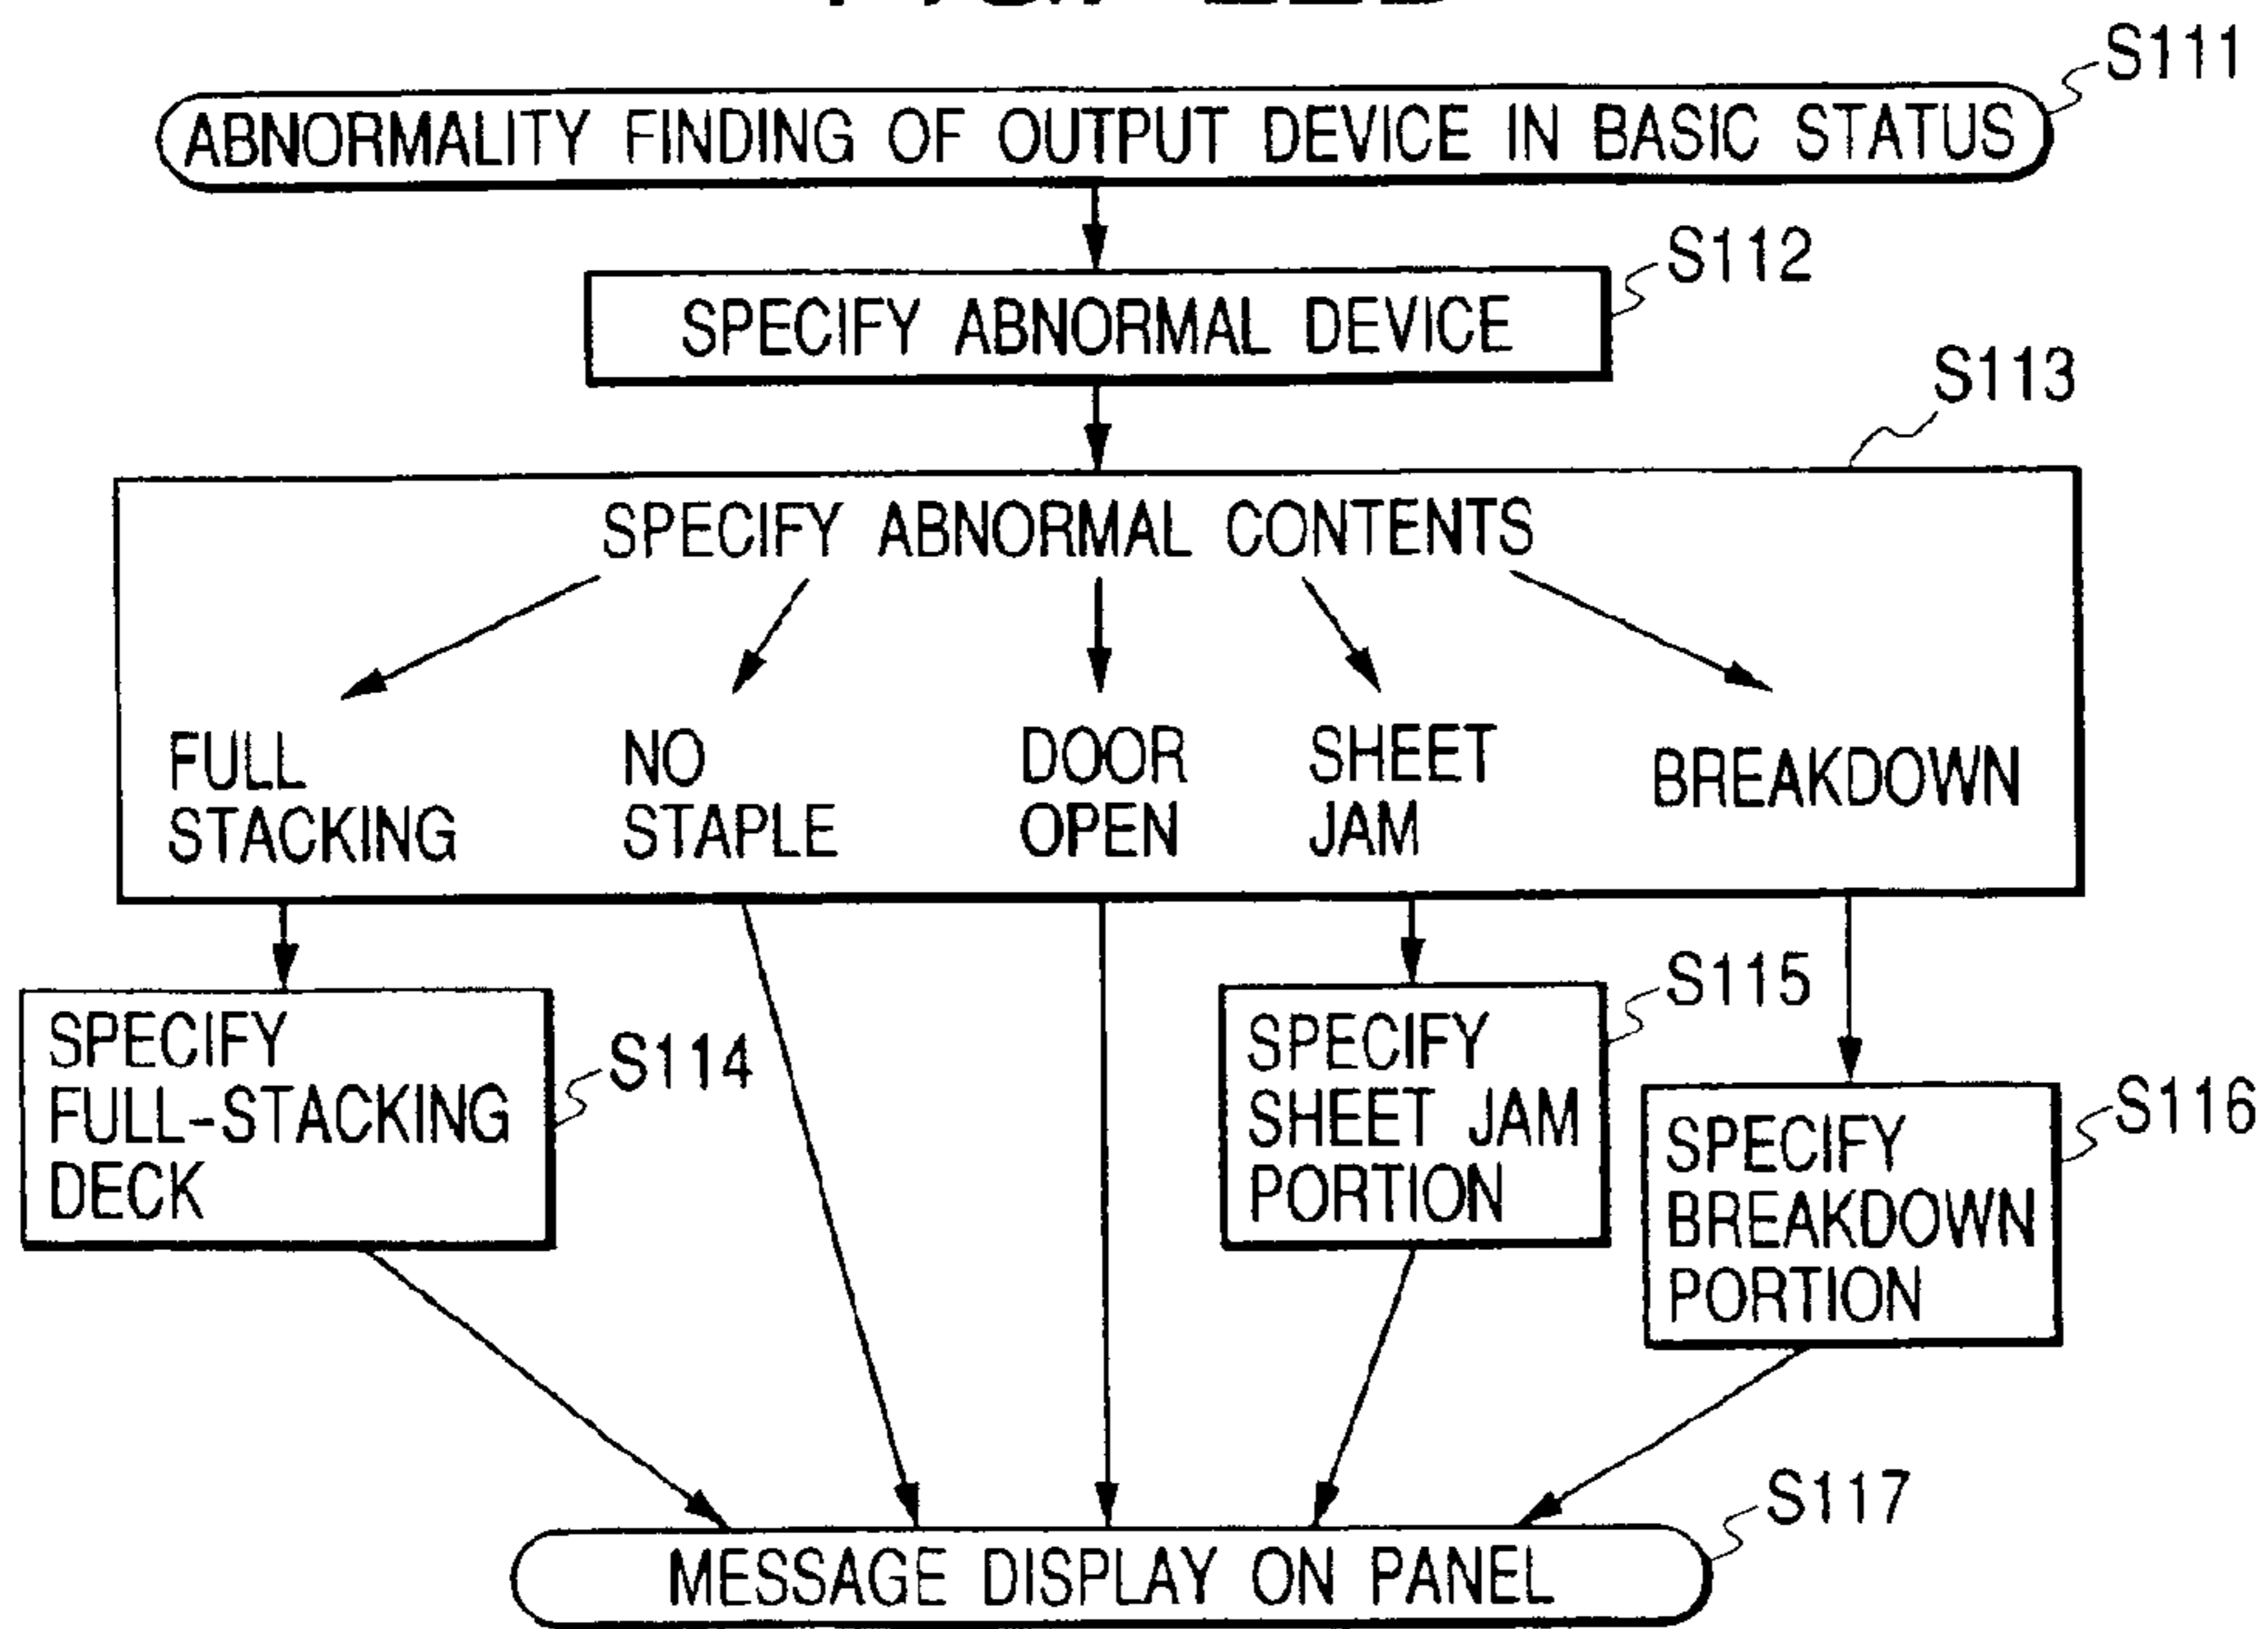 S111
ABNORMALITY FINDING OF OUTPUT DEVICE IN BASIC STATUS
S112
SPECIFY ABNORMAL DEVICE
S113
SPECIFY ABNORMAL CONTENTS
FULL
STACKING
NO
STAPLE
DOOR
OPEN
SHEET
JAM
BREAKDOWN
SPECIFY
FULL-STACKING
DECK
S114
SPECIFY
SHEET JAM
PORTION
S115
SPECIFY
BREAKDOWN
PORTION
S116
S117
MESSAGE DISPLAY ON PANEL